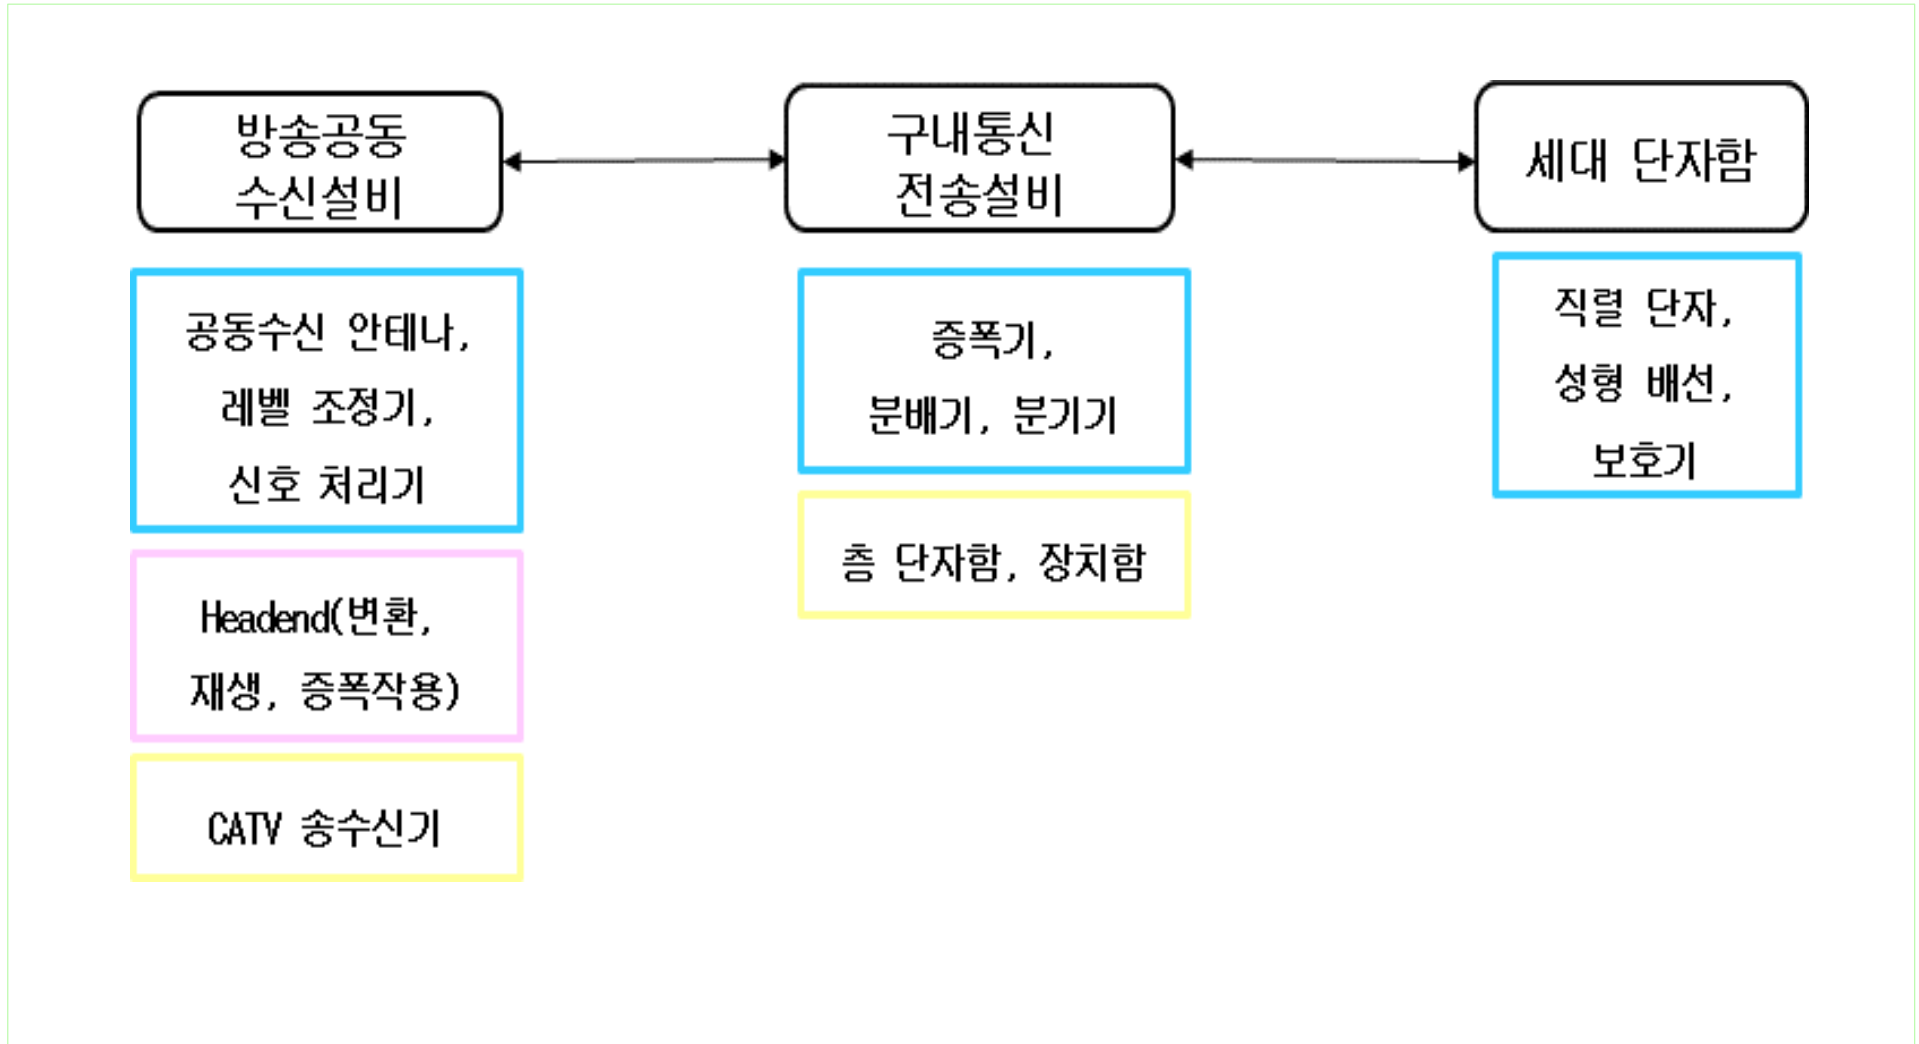 방송공동
수신설비
구내통신
전송설비
세대 단자함
공동수신 안테나,
레벨 조정기,
신호 처리기
Headend(변환,
재생, 증폭작용)
CATV 송수신기
증폭기,
분배기, 분기기
층 단자함, 장치함
직렬 단자,
성형 배선,
보호기